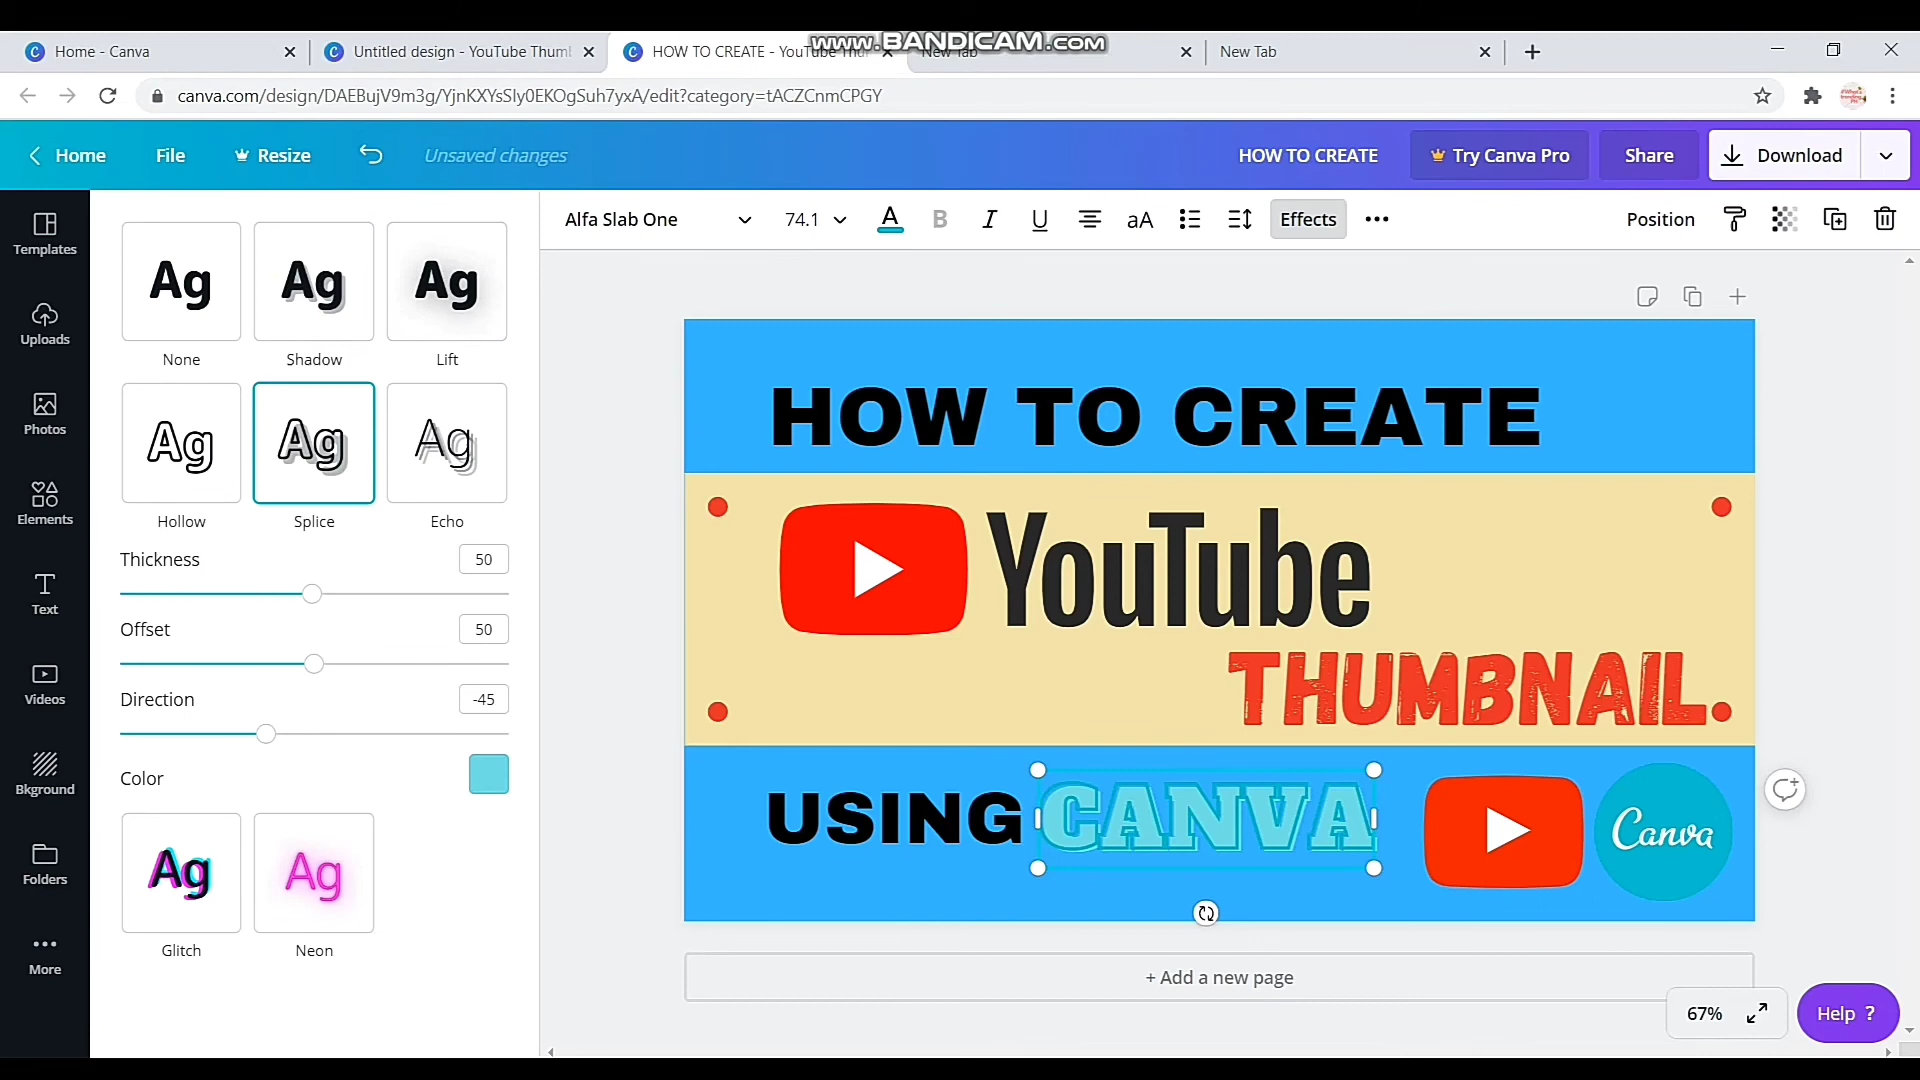 www.BANDICAM.com
Home - Canva
Untitled design - YouTube Thumb
HOW TO CREATE - YouTube Thu
New Tab
New Tab
canva.com/design/DAEBujV9m3g/YjnKXYsSly0EKOgSuh7yxA/edit?category=tACZCnmCPGY
Home
File
Resize
Unsaved changes
HOW TO CREATE
Try Canva Pro
Share
Download
Alfa Slab One
74.1
A
B
I
U
aA
Effects
Position
Templates
Uploads
Photos
Elements
Text
Videos
Bkground
Folders
More
Ag
Ag
Ag
None
Shadow
Lift
Ag
Ag
Ag
Hollow
Splice
Echo
Thickness
50
Offset
50
Direction
-45
Color
Ag
Ag
Glitch
Neon
HOW TO CREATE
YouTube
THUMBNAIL.
USING CANVA
Canva
+ Add a new page
67%
Help ?